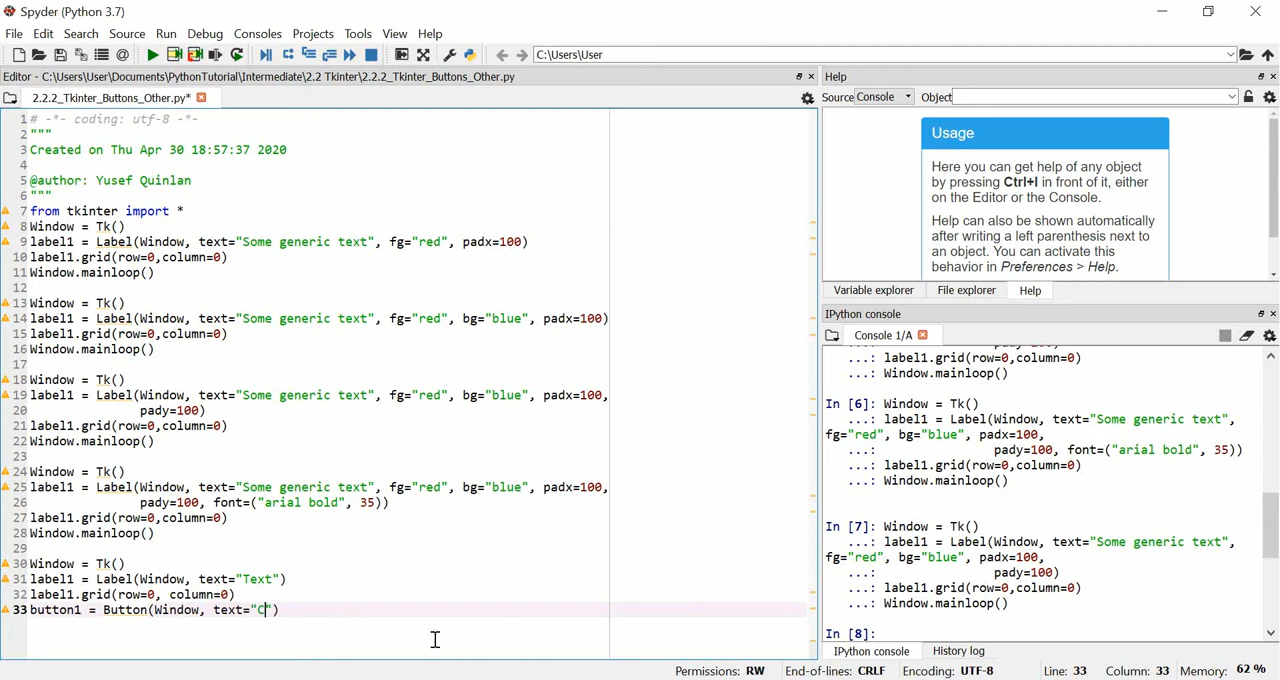 Spyder (Python 3.7)
File Edit Search Source Run Debug Consoles Projects Tools View Help
C:\Users\User
Editor - C:\Users\User\Documents\PythonTutorial\Intermediate\2.2 Tkinter\2.2.2_Tkinter_Buttons_Other.py
2.2.2_Tkinter_Buttons_Other.py*
1 # -*- coding: utf-8 -*-
2 """
3 Created on Thu Apr 30 18:57:37 2020
4
5 @author: Yusef Quinlan
6 """
7 from tkinter import *
8 Window = Tk()
9 label1 = Label(Window, text="Some generic text", fg="red", padx=100)
10 label1.grid(row=0,column=0)
11 Window.mainloop()
12
13 Window = Tk()
14 label1 = Label(Window, text="Some generic text", fg="red", bg="blue", padx=100)
15 label1.grid(row=0,column=0)
16 Window.mainloop()
17
18 Window = Tk()
19 label1 = Label(Window, text="Some generic text", fg="red", bg="blue", padx=100,
20 pady=100)
21 label1.grid(row=0,column=0)
22 Window.mainloop()
23
24 Window = Tk()
25 label1 = Label(Window, text="Some generic text", fg="red", bg="blue", padx=100,
26 pady=100, font=("arial bold", 35))
27 label1.grid(row=0,column=0)
28 Window.mainloop()
29
30 Window = Tk()
31 label1 = Label(Window, text="Text")
32 label1.grid(row=0, column=0)
33 button1 = Button(Window, text="C")
Help
Source Console Object
Usage
Here you can get help of any object
by pressing Ctrl+I in front of it, either
on the Editor or the Console.
Help can also be shown automatically
after writing a left parenthesis next to
an object. You can activate this
behavior in Preferences > Help.
Variable explorer File explorer Help
IPython console
Console 1/A
...: label1.grid(row=0,column=0)
...: Window.mainloop()
In [6]: Window = Tk()
...: label1 = Label(Window, text="Some generic text",
fg="red", bg="blue", padx=100,
...: pady=100, font=("arial bold", 35))
...: label1.grid(row=0,column=0)
...: Window.mainloop()
In [7]: Window = Tk()
...: label1 = Label(Window, text="Some generic text",
fg="red", bg="blue", padx=100,
...: pady=100)
...: label1.grid(row=0,column=0)
...: Window.mainloop()
In [8]:
IPython console History log
Permissions: RW End-of-lines: CRLF Encoding: UTF-8 Line: 33 Column: 33 Memory: 62 %